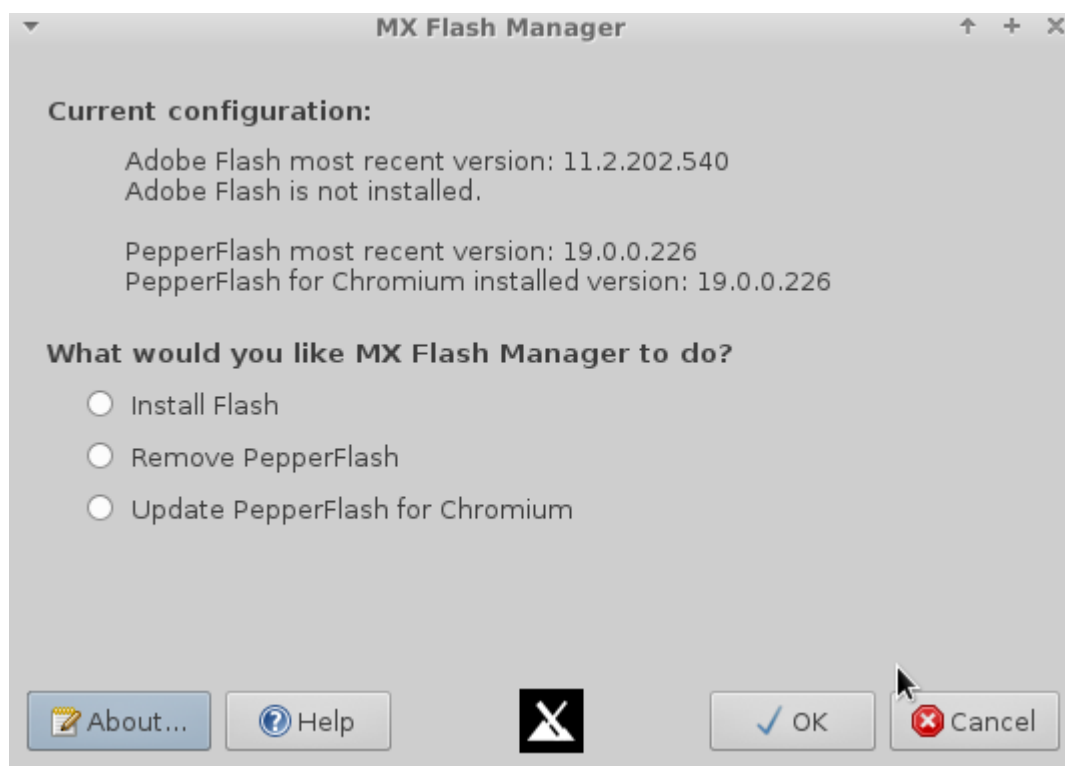 MX Flash Manager
Current configuration:
Adobe Flash most recent version: 11.2.202.540
Adobe Flash is not installed.
PepperFlash most recent version: 19.0.0.226
PepperFlash for Chromium installed version: 19.0.0.226
What would you like MX Flash Manager to do?
Install Flash
Remove PepperFlash
Update PepperFlash for Chromium
About...
Help
OK
Cancel